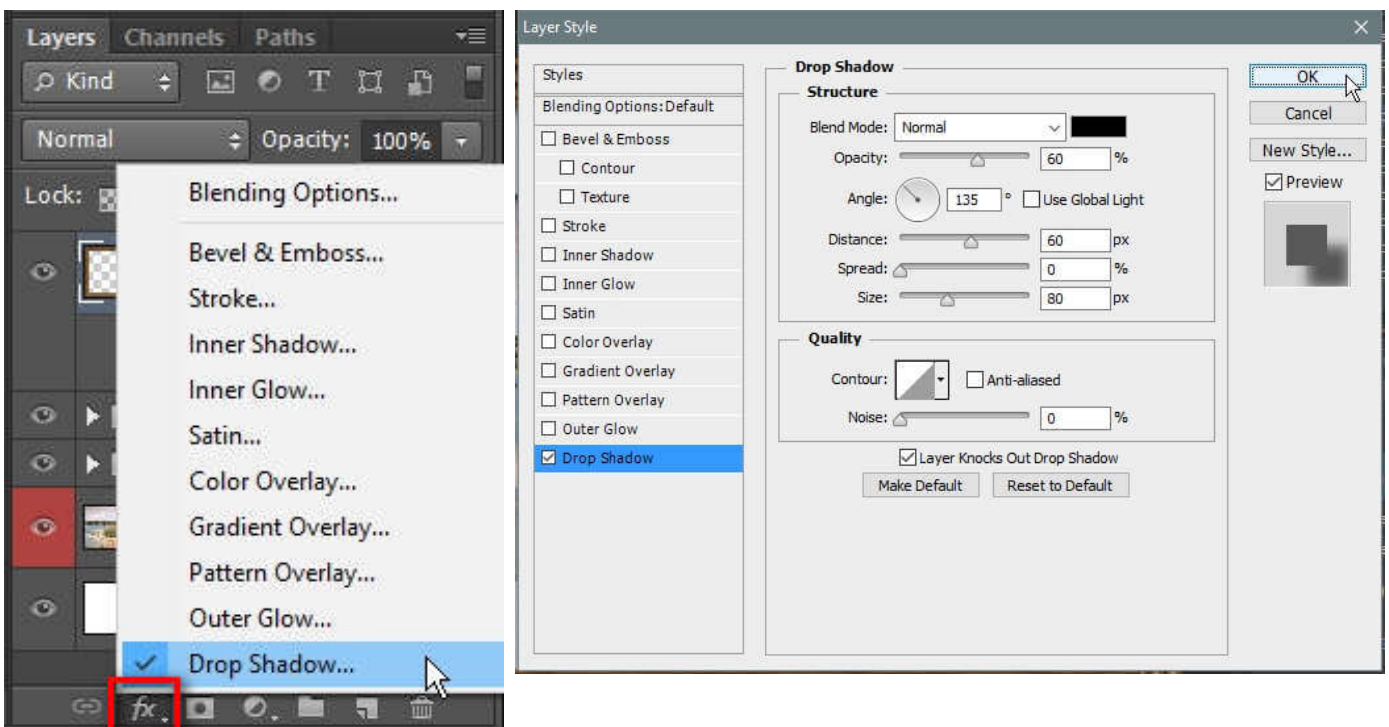 Layers Channels Paths
Kind
Normal Opacity: 100%
Lock:
Blending Options...
Bevel & Emboss...
Stroke...
Inner Shadow...
Inner Glow...
Satin...
Color Overlay...
Gradient Overlay...
Pattern Overlay...
Outer Glow...
Drop Shadow...
fx
Layer Style
Styles
Blending Options: Default
Bevel & Emboss
Contour
Texture
Stroke
Inner Shadow
Inner Glow
Satin
Color Overlay
Gradient Overlay
Pattern Overlay
Outer Glow
Drop Shadow
Drop Shadow
Structure
Blend Mode: Normal
Opacity: 60 %
Angle: 135 ° Use Global Light
Distance: 60 px
Spread: 0 %
Size: 80 px
Quality
Contour: Anti-aliased
Noise: 0 %
Layer Knocks Out Drop Shadow
Make Default Reset to Default
OK
Cancel
New Style...
Preview